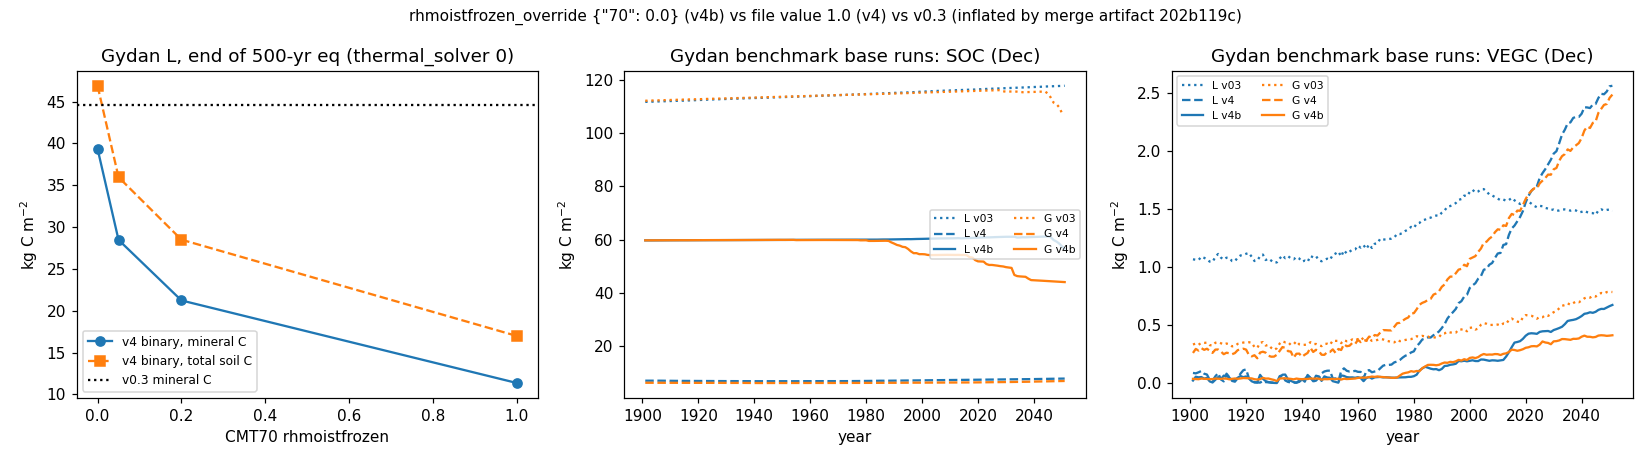 rhmoistfrozen_override {"70": 0.0} (v4b) vs file value 1.0 (v4) vs v0.3 (inflated by merge artifact 202b119c)
Gydan L, end of 500-yr eq (thermal_solver 0)
kg C m⁻²
45
40
35
30
25
20
15
10
v4 binary, mineral C
v4 binary, total soil C
v0.3 mineral C
0.0 0.2 0.4 0.6 0.8 1.0
CMT70 rhmoistfrozen
Gydan benchmark base runs: SOC (Dec)
kg C m⁻²
120
100
80
60
40
20
L v03 G v03
L v4 G v4
L v4b G v4b
1900 1920 1940 1960 1980 2000 2020 2040
year
Gydan benchmark base runs: VEGC (Dec)
kg C m⁻²
2.5
2.0
1.5
1.0
0.5
0.0
L v03 G v03
L v4 G v4
L v4b G v4b
1900 1920 1940 1960 1980 2000 2020 2040
year